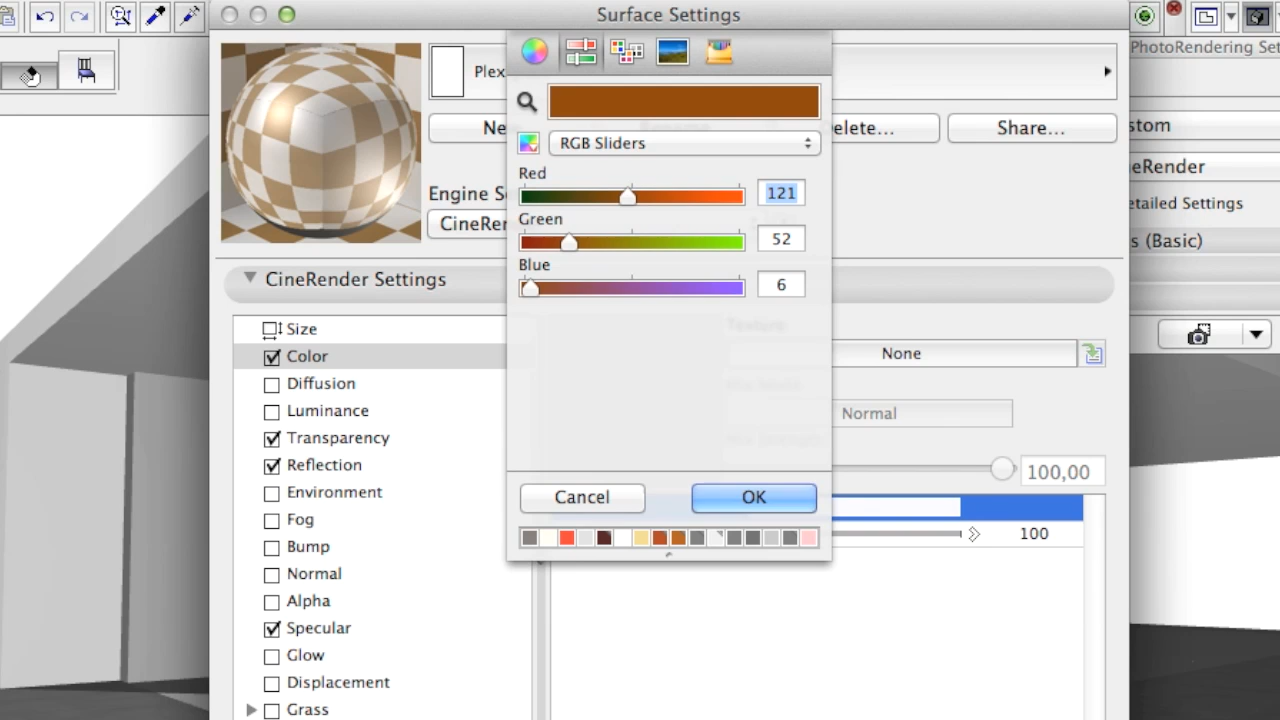 Surface Settings
PhotoRendering Set
Plex
Ne
elete...
Share...
stom
RGB Sliders
eRender
Red
121
Engine S
etailed Settings
Green
52
CineRen
s (Basic)
Blue
6
CineRender Settings
Size
Color
None
Diffusion
Luminance
Normal
Transparency
Reflection
100,00
Environment
Cancel
OK
Fog
100
Bump
Normal
Alpha
Specular
Glow
Displacement
Grass